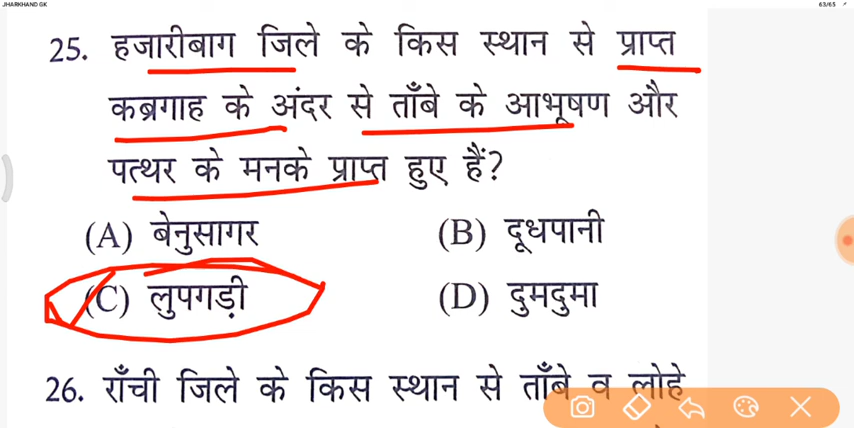 JHARKHAND GK
63/65
25. हजारीबाग जिले के किस स्थान से प्राप्त
कब्रगाह के अंदर से ताँबे के आभूषण और
पत्थर के मनके प्राप्त हुए हैं?
(A) बेनुसागर (B) दूधपानी
(C) लुपगड़ी (D) दुमदुमा
26. राँची जिले के किस स्थान से ताँबे व लोहे